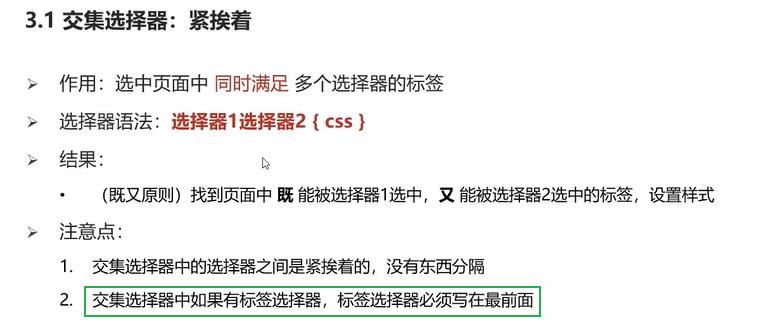 3.1 交集选择器：紧挨着
作用：选中页面中 同时满足 多个选择器的标签
选择器语法：选择器1选择器2 { css }
结果：
（既又原则）找到页面中 既 能被选择器1选中，又 能被选择器2选中的标签，设置样式
注意点：
1. 交集选择器中的选择器之间是紧挨着的，没有东西分隔
2. 交集选择器中如果有标签选择器，标签选择器必须写在最前面